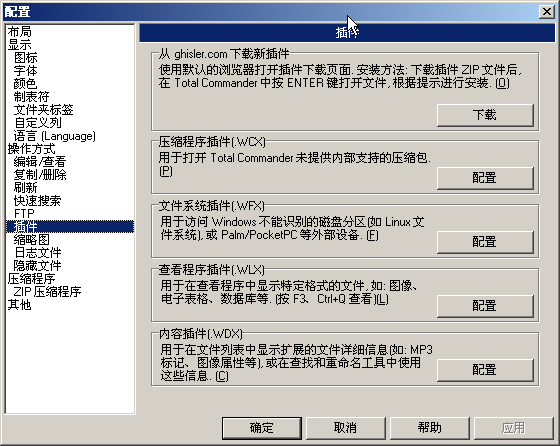 配置
布局
显示
图标
字体
颜色
制表符
文件夹标签
自定义列
语言 (Language)
操作方式
编辑/查看
复制/删除
刷新
快速搜索
FTP
插件
缩略图
日志文件
隐藏文件
压缩程序
ZIP 压缩程序
其他
插件
从 ghisler.com 下载新插件
使用默认的浏览器打开插件下载页面. 安装方法: 下载插件 ZIP 文件后,
在 Total Commander 中按 ENTER 键打开文件, 根据提示进行安装. (O)
下载
压缩程序插件(.WCX)
用于打开 Total Commander 未提供内部支持的压缩包.
(P)
配置
文件系统插件(.WFX)
用于访问 Windows 不能识别的磁盘分区(如 Linux 文
件系统), 或 Palm/PocketPC 等外部设备. (F)
配置
查看程序插件(.WLX)
用于在查看程序中显示特定格式的文件, 如: 图像、
电子表格、数据库等. (按 F3、Ctrl+Q 查看)(L)
配置
内容插件(.WDX)
用于在文件列表中显示扩展的文件详细信息(如: MP3
标记、图像属性等), 或在查找和重命名工具中使用
这些信息. (C)
配置
确定
取消
帮助
应用